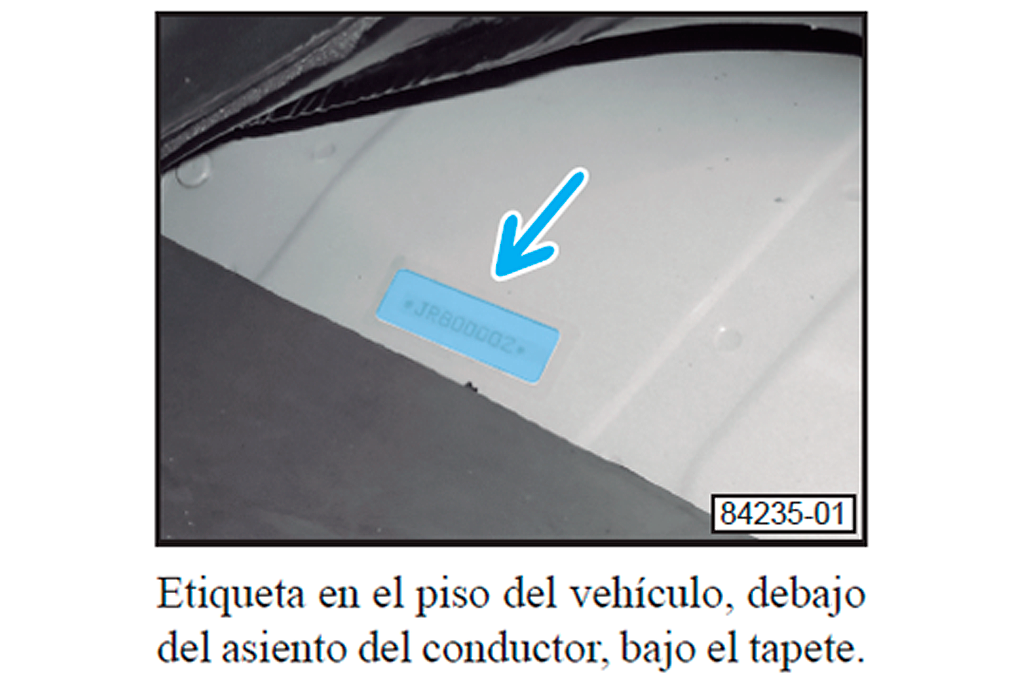 *JR800002*
84235-01
Etiqueta en el piso del vehículo, debajo
del asiento del conductor, bajo el tapete.